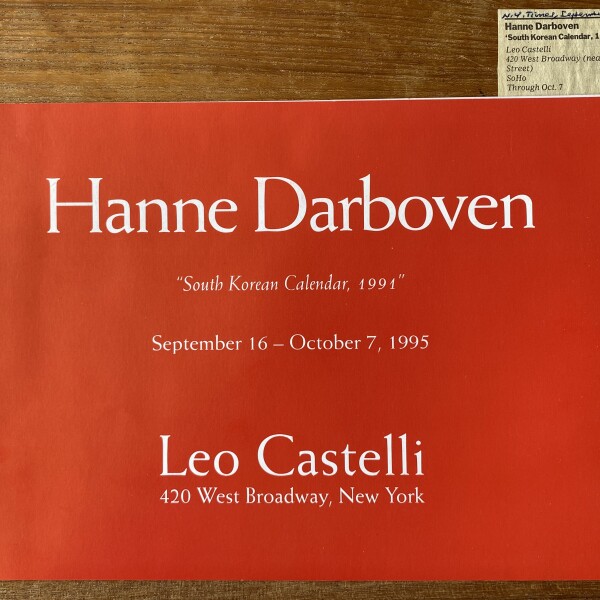 N.Y. Times,
Hanne Darboven
'South Korean Calendar, 1
Leo Castelli
420 West Broadway
Street)
SoHo
Through Oct. 7
Hanne Darboven
“South Korean Calendar, 1991”
September 16 – October 7, 1995
Leo Castelli
420 West Broadway, New York